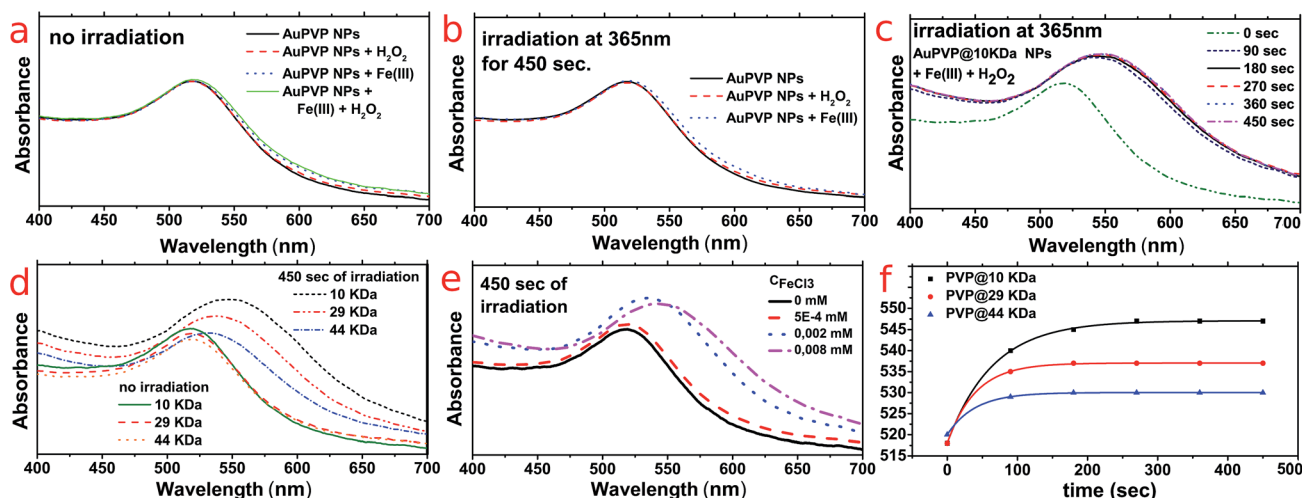 a
no irradiation
AuPVP NPs
AuPVP NPs + H₂O₂
AuPVP NPs + Fe(III)
AuPVP NPs +
Fe(III) + H₂O₂
Absorbance
400 450 500 550 600 650 700
Wavelength (nm)
b
irradiation at 365nm
for 450 sec.
AuPVP NPs
AuPVP NPs + H₂O₂
AuPVP NPs + Fe(III)
Absorbance
400 450 500 550 600 650 700
Wavelength (nm)
c
irradiation at 365nm
AuPVP@10KDa NPs
+ Fe(III) + H₂O₂
0 sec
90 sec
180 sec
270 sec
360 sec
450 sec
Absorbance
400 450 500 550 600 650 700
Wavelength (nm)
d
450 sec of irradiation
10 KDa
29 KDa
44 KDa
no irradiation
10 KDa
29 KDa
44 KDa
Absorbance
400 450 500 550 600 650 700
Wavelength (nm)
e
450 sec of
irradiation
CFeCl3
0 mM
5E-4 mM
0,002 mM
0,008 mM
Absorbance
400 450 500 550 600 650 700
Wavelength (nm)
f
PVP@10 KDa
PVP@29 KDa
PVP@44 KDa
550
545
540
535
530
525
520
515
0 100 200 300 400 500
time (sec)